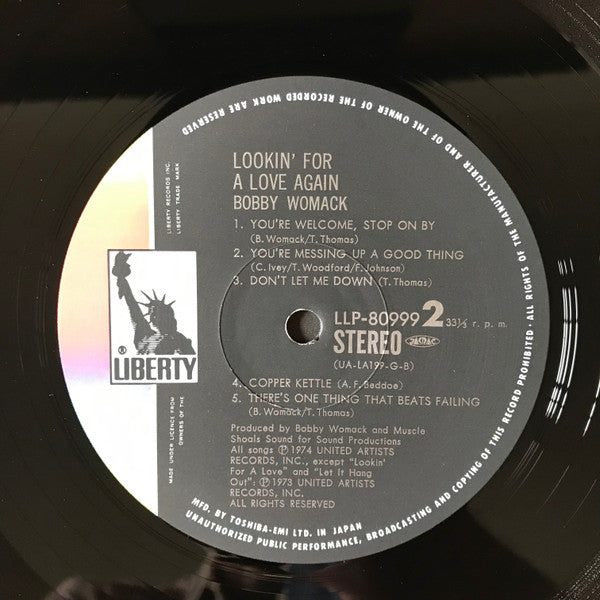 ALL RIGHTS OF THE MANUFACTURER AND OF THE OWNER OF THE RECORDED WORK ARE RESERVED
UNAUTHORIZED PUBLIC PERFORMANCE, BROADCASTING AND COPYING OF THIS RECORD PROHIBITED ·
LIBERTY RECORDS INC.
LIBERTY TRADE MARK
LOOKIN' FOR
A LOVE AGAIN
BOBBY WOMACK
1. YOU'RE WELCOME, STOP ON BY
(B. Womack/T. Thomas)
2. YOU'RE MESSING UP A GOOD THING
(C. Ivey/T. Woodford/F. Johnson)
3. DON'T LET ME DOWN (T. Thomas)
LLP-80999 2 33⅓ r. p. m.
STEREO JASRAC
(UA-LA199-G-B)
® LIBERTY
4. COPPER KETTLE (A. F. Beddoe)
5. THERE'S ONE THING THAT BEATS FAILING
(B. Womack/T. Thomas)
MADE UNDER LICENCE FROM
OWNERS OF THE
Produced by Bobby Womack and Muscle
Shoals Sound for Sound Productions
All songs ℗ 1974 UNITED ARTISTS
RECORDS, INC., except "Lookin'
For A Love" and "Let It Hang
Out": ℗ 1973 UNITED ARTISTS
RECORDS, INC.
ALL RIGHTS RESERVED
MFD. BY TOSHIBA-EMI LTD. IN JAPAN